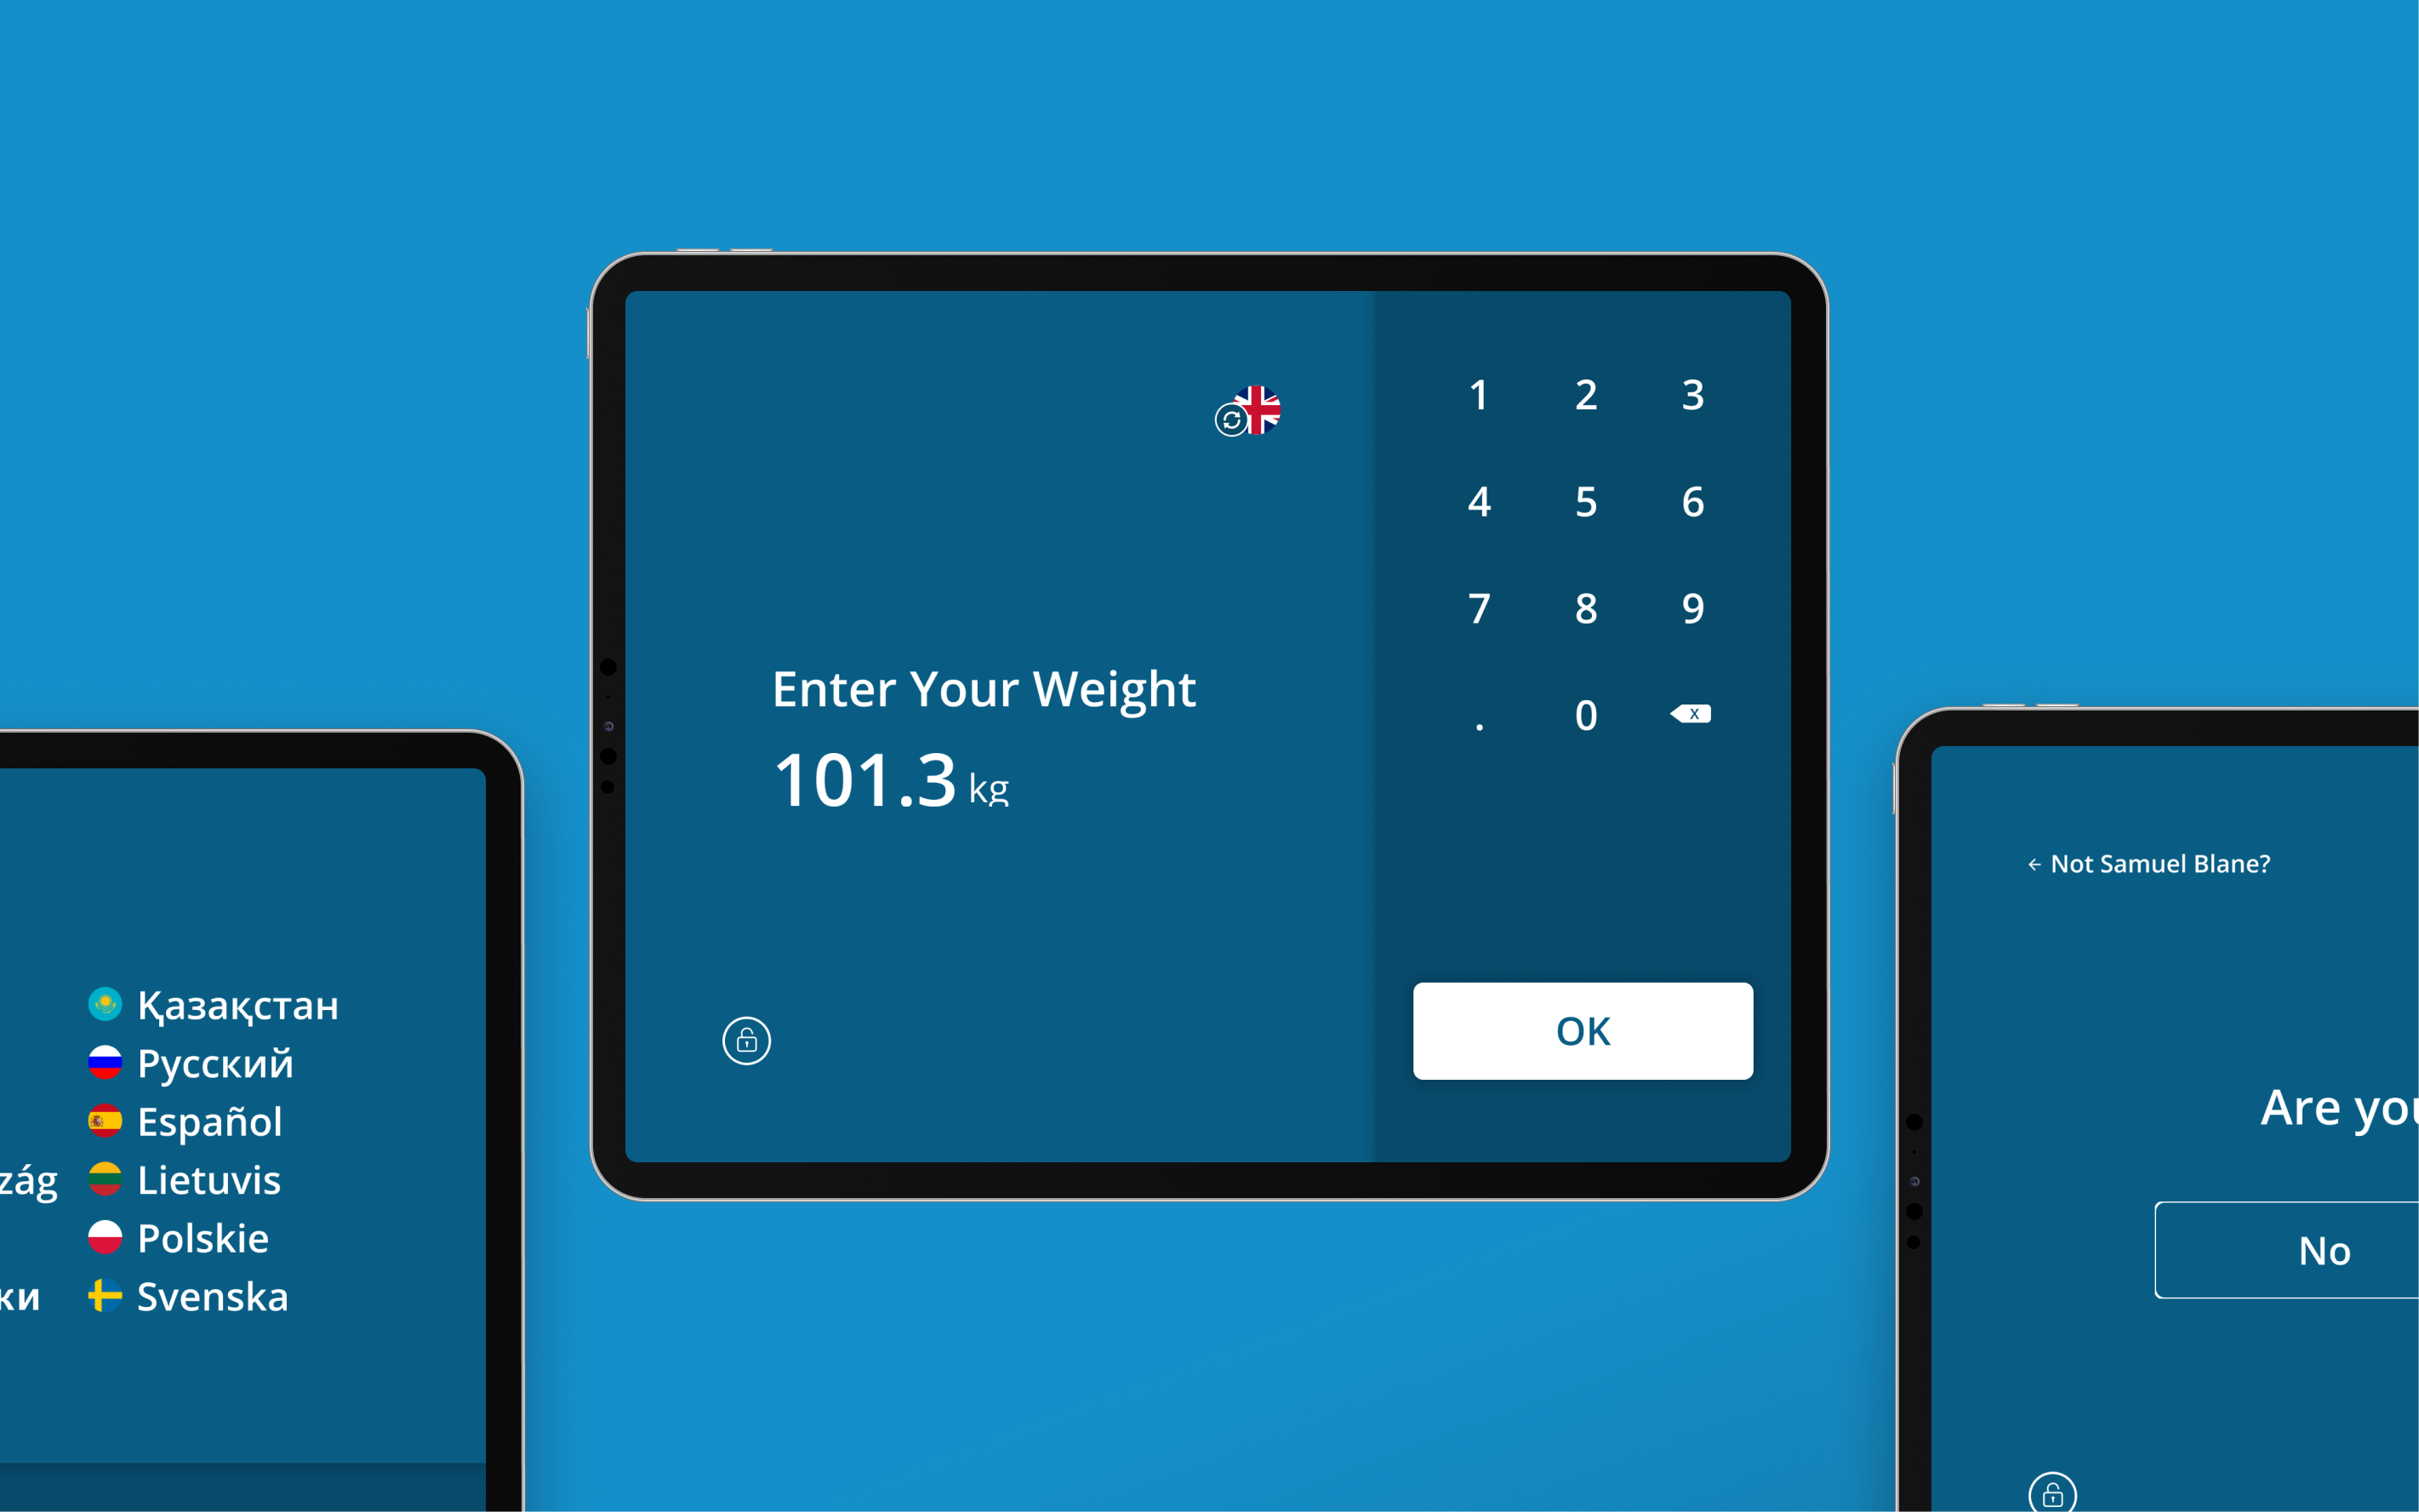 1 2 3
4 5 6
7 8 9
. 0 X
Enter Your Weight
101.3 kg
OK
Қазақстан
Русский
Español
zág Lietuvis
Polskie
ки Svenska
← Not Samuel Blane?
Are you
No